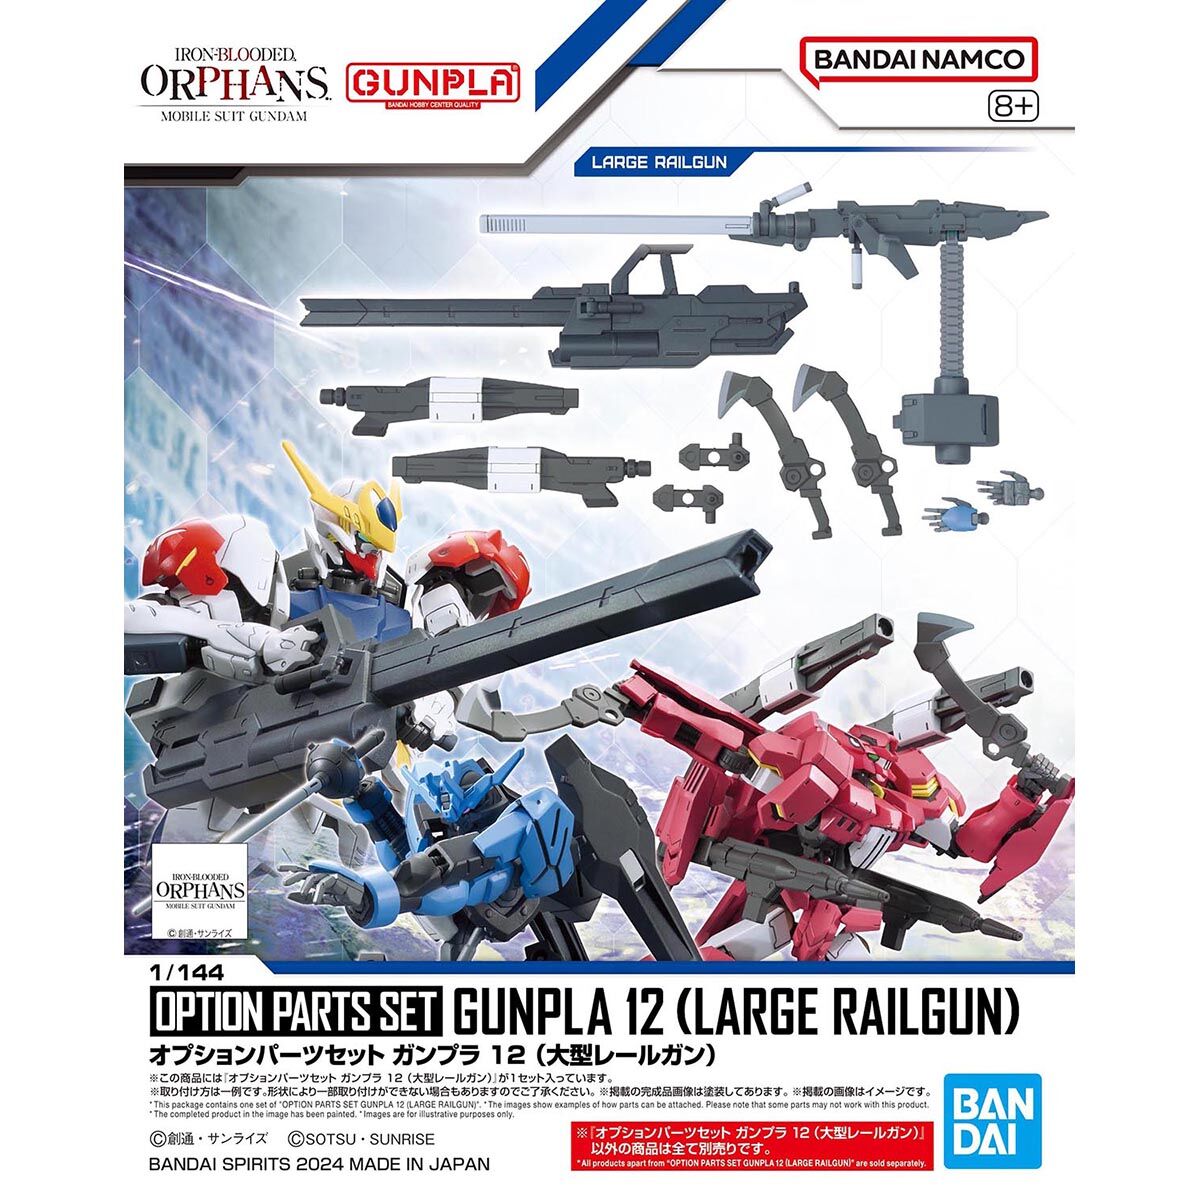 IRON-BLOODED
ORPHANS
MOBILE SUIT GUNDAM
GUNPLA
BANDAI HOBBY CENTER QUALITY
BANDAI NAMCO
8+
LARGE RAILGUN
IRON-BLOODED
ORPHANS
MOBILE SUIT GUNDAM
©創通・サンライズ
1/144
OPTION PARTS SET GUNPLA 12 (LARGE RAILGUN)
オプションパーツセット ガンプラ 12 (大型レールガン)
※この商品には『オプションパーツセット ガンプラ 12 (大型レールガン)』が1セット入っています。
※取り付け方は一例です。形状により一部取り付けができない場合もありますのでご了承ください。 ※掲載の完成品画像は塗装してあります。 ※掲載の画像はイメージです。
* This package contains one set of "OPTION PARTS SET GUNPLA 12 (LARGE RAILGUN)". * The images show examples of how parts can be attached. Please note that some parts may not work with this product.
* The completed product in the image has been painted. * Images are for illustrative purposes only.
©創通・サンライズ ©SOTSU・SUNRISE
BANDAI SPIRITS 2024 MADE IN JAPAN
※『オプションパーツセット ガンプラ 12 (大型レールガン)』
以外の商品は全て別売りです。
* All products apart from "OPTION PARTS SET GUNPLA 12 (LARGE RAILGUN)" are sold separately.
BAN
DAI